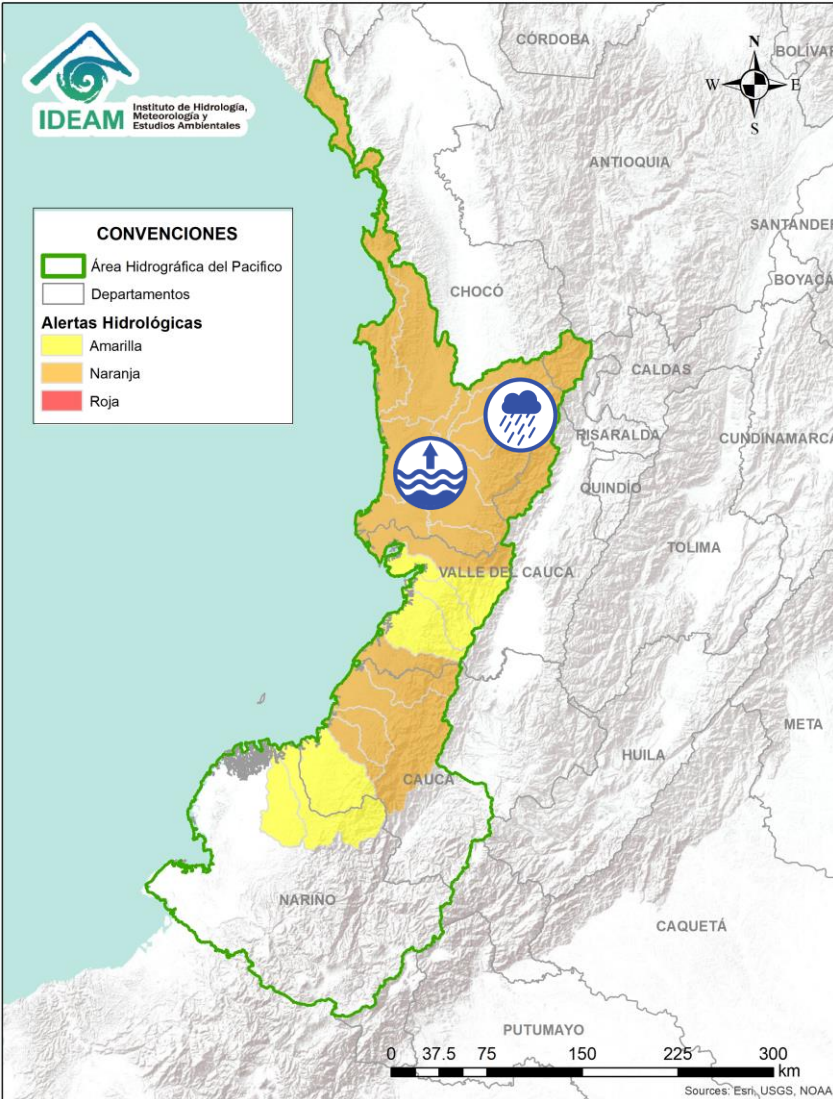 IDEAM
Instituto de Hidrología,
Meteorología y
Estudios Ambientales
N
W
E
S
CONVENCIONES
Área Hidrográfica del Pacifico
Departamentos
Alertas Hidrológicas
Amarilla
Naranja
Roja
CÓRDOBA
BOLÍVAR
ANTIOQUIA
SANTANDER
BOYACÁ
CHOCÓ
CALDAS
RISARALDA
CUNDINAMARCA
QUINDÍO
TOLIMA
VALLE DEL CAUCA
META
HUILA
CAUCA
NARIÑO
CAQUETÁ
PUTUMAYO
0 37.5 75 150 225 300
km
Sources: Esri, USGS, NOAA